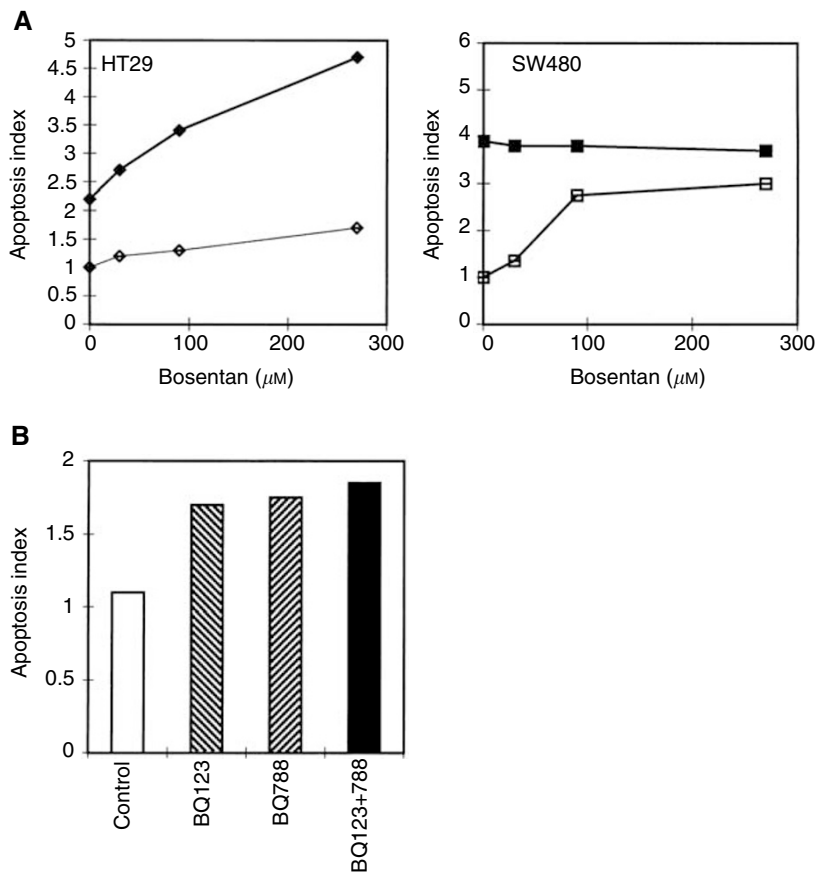 A
HT29
Apoptosis index
5
4.5
4
3.5
3
2.5
2
1.5
1
0.5
0
0 100 200 300
Bosentan (μM)
SW480
Apoptosis index
6
5
4
3
2
1
0
0 100 200 300
Bosentan (μM)
B
Apoptosis index
2
1.5
1
0.5
0
Control
BQ123
BQ788
BQ123+788